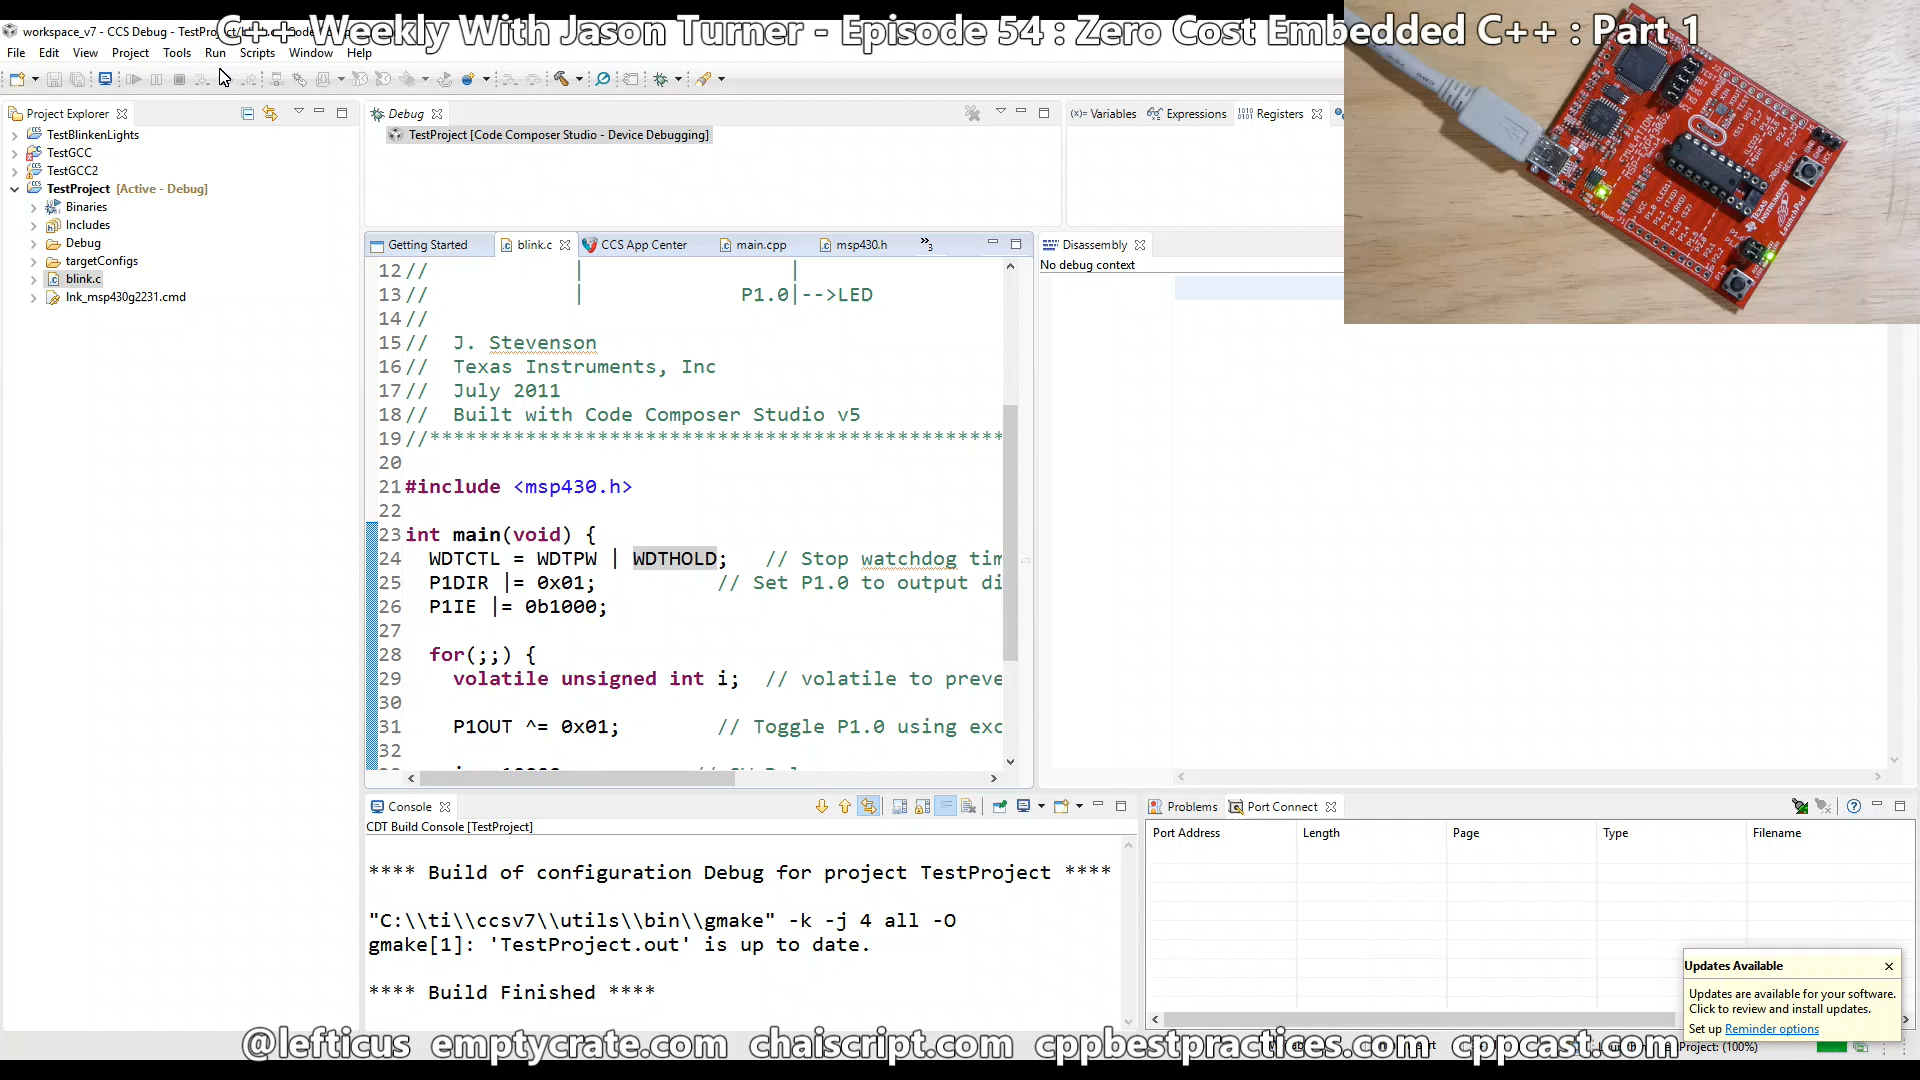 C++ Weekly With Jason Turner - Episode 54 : Zero Cost Embedded C++ : Part 1
workspace_v7 - CCS Debug - TestProject/
File Edit View Project Tools Run Scripts Window Help
Project Explorer
TestBlinkenLights
TestGCC
TestGCC2
TestProject [Active - Debug]
Binaries
Includes
Debug
targetConfigs
blink.c
lnk_msp430g2231.cmd
Debug
TestProject [Code Composer Studio - Device Debugging]
(x)= Variables Expressions Registers
Getting Started blink.c CCS App Center main.cpp msp430.h »3
12// | |
13// | P1.0|-->LED
14//
15// J. Stevenson
16// Texas Instruments, Inc
17// July 2011
18// Built with Code Composer Studio v5
19//************************************************
20
21#include <msp430.h>
22
23int main(void) {
24 WDTCTL = WDTPW | WDTHOLD; // Stop watchdog tim
25 P1DIR |= 0x01; // Set P1.0 to output di
26 P1IE |= 0b1000;
27
28 for(;;) {
29 volatile unsigned int i; // volatile to preve
30
31 P1OUT ^= 0x01; // Toggle P1.0 using exc
32
Disassembly
No debug context
Console
CDT Build Console [TestProject]
**** Build of configuration Debug for project TestProject ****
"C:\\ti\\ccsv7\\utils\\bin\\gmake" -k -j 4 all -O
gmake[1]: 'TestProject.out' is up to date.
**** Build Finished ****
Problems Port Connect
Port Address Length Page Type Filename
Updates Available
Updates are available for your software.
Click to review and install updates.
Set up Reminder options
@lefticus emptycrate.com chaiscript.com cppbestpractices.com cppcast.com
Project: (100%)